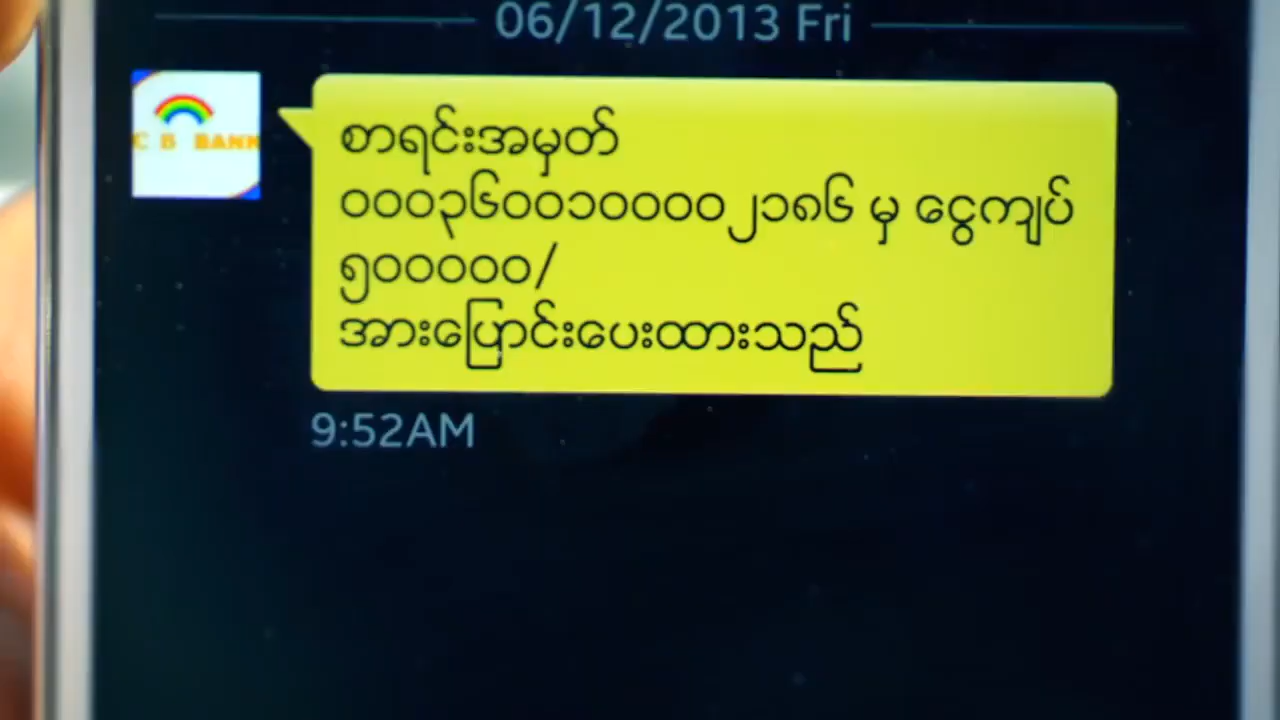 06/12/2013 Fri
C B BANK
စာရင်းအမှတ်
၀၀၀၃၆၀၀၁၀၀၀၀၂၁၈၆ မှ ငွေကျပ်
၅၀၀၀၀၀/
အားပြောင်းပေးထားသည်
9:52AM